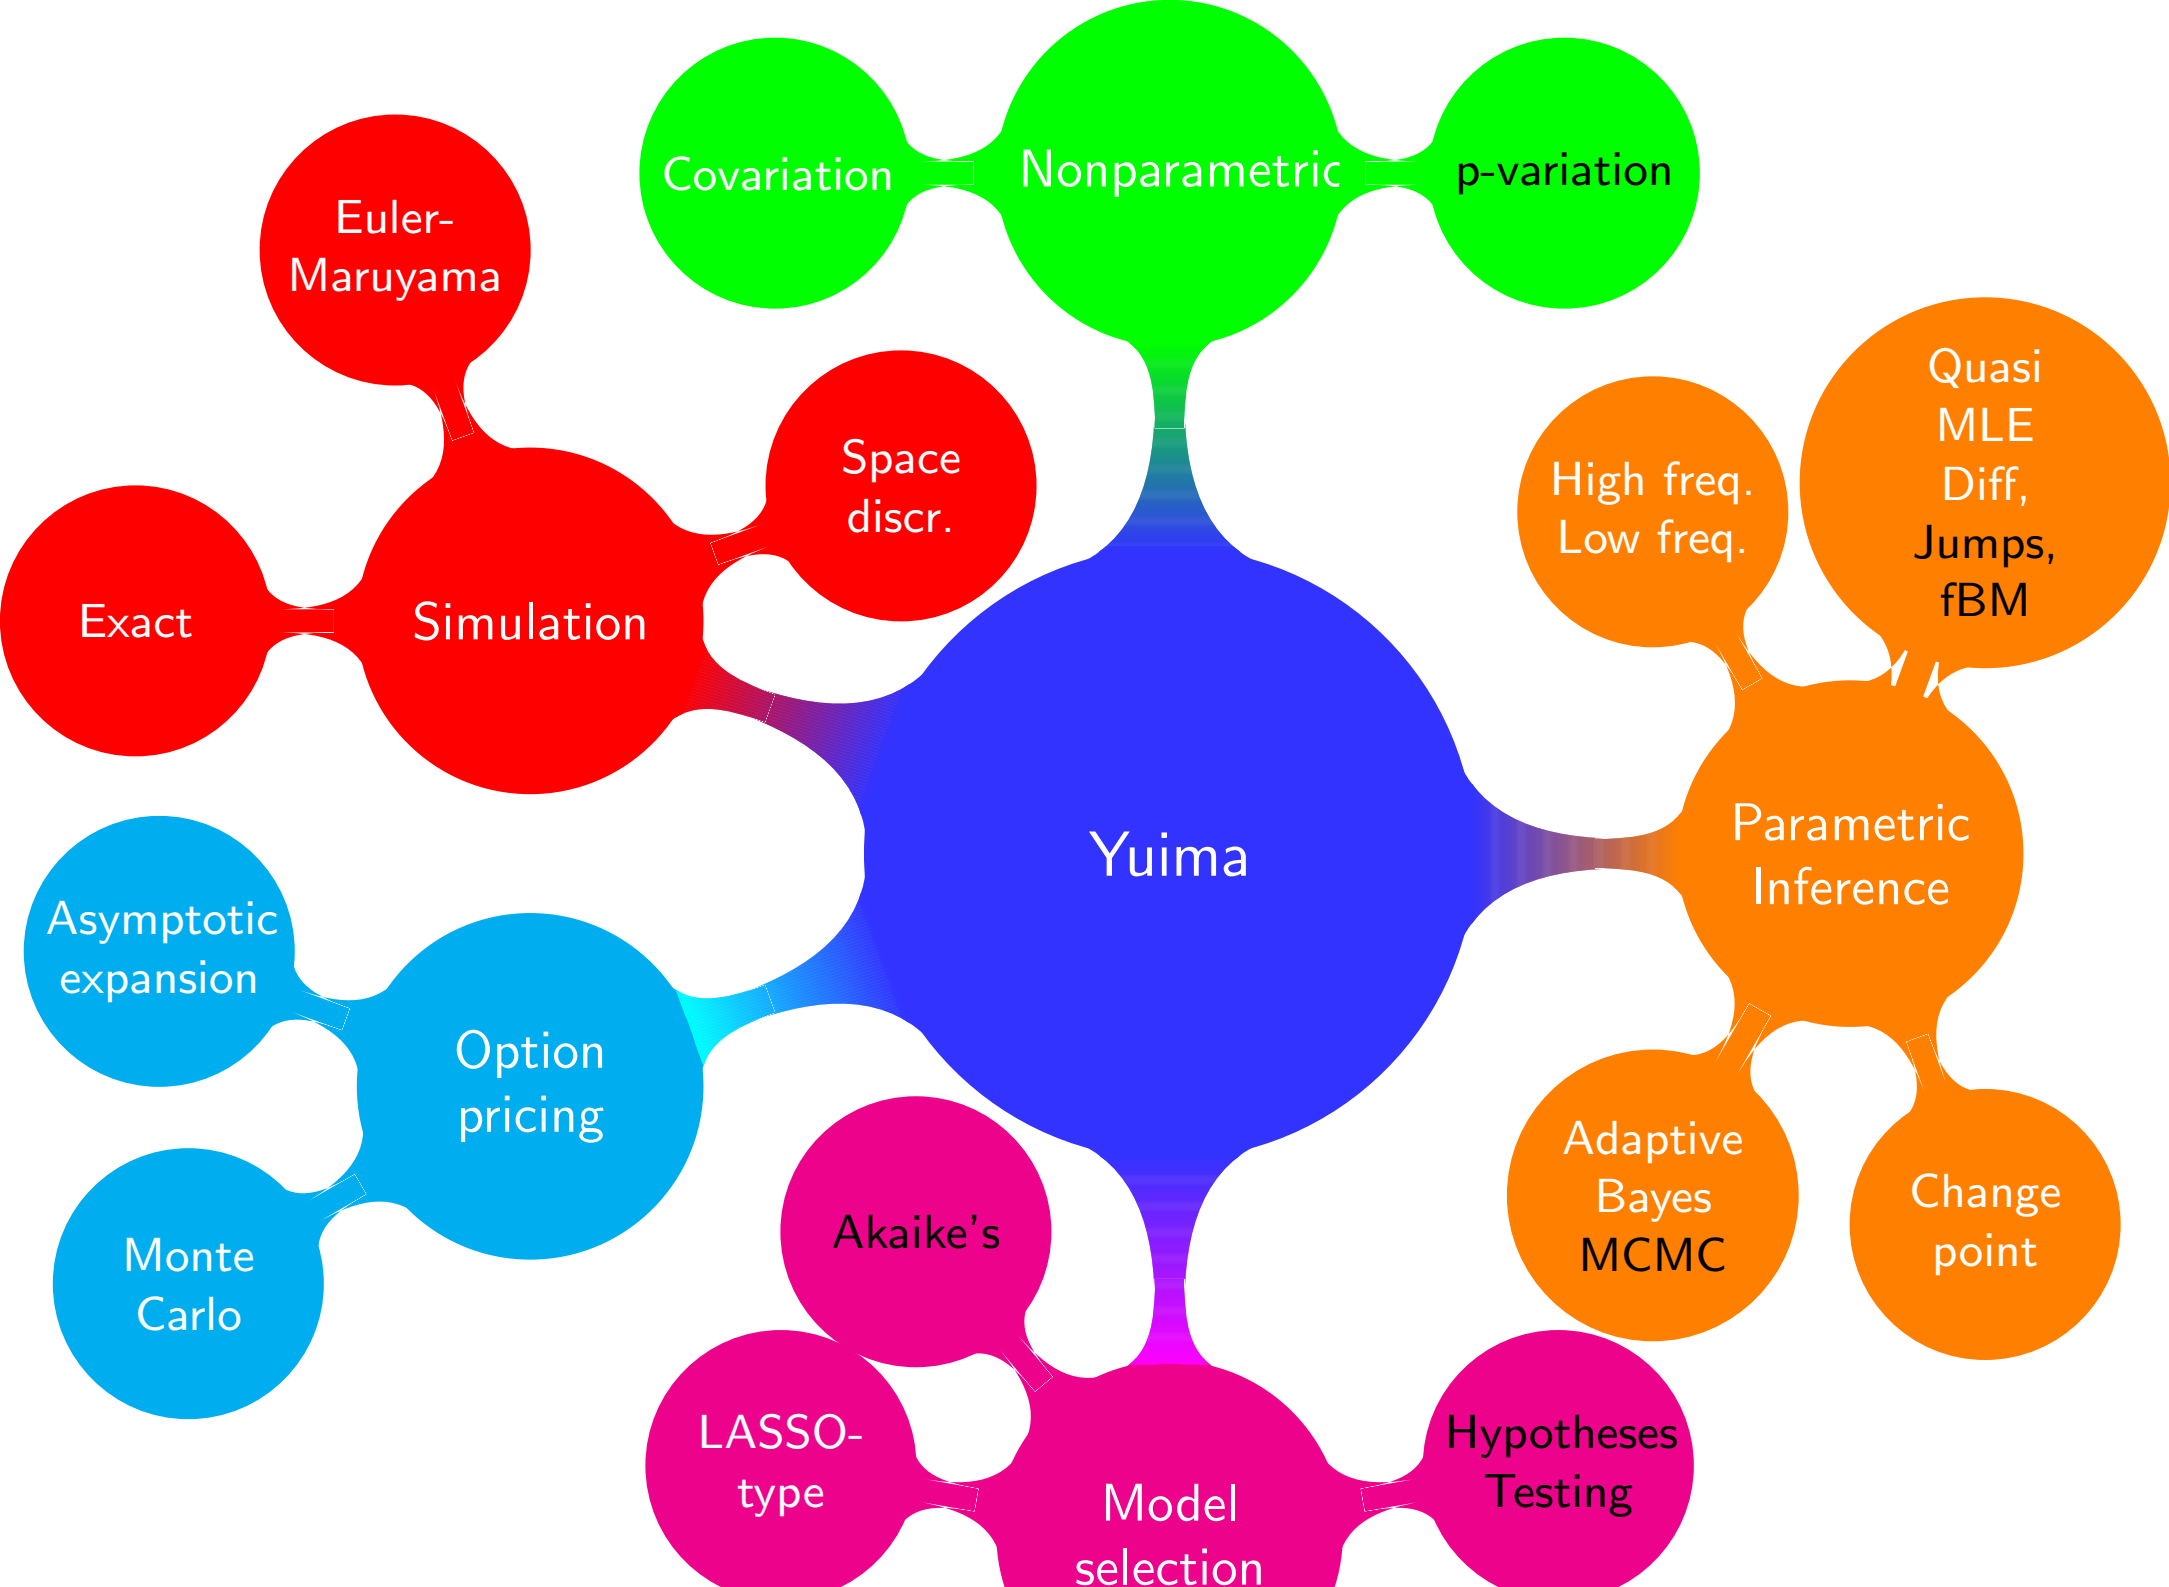 Covariation
Nonparametric
p-variation
Euler-
Maruyama
Space
discr.
Exact
Simulation
Quasi
MLE
Diff,
Jumps,
fBM
High freq.
Low freq.
Yuima
Parametric
Inference
Asymptotic
expansion
Option
pricing
Monte
Carlo
Adaptive
Bayes
MCMC
Change
point
Akaike's
LASSO-
type
Model
selection
Hypotheses
Testing